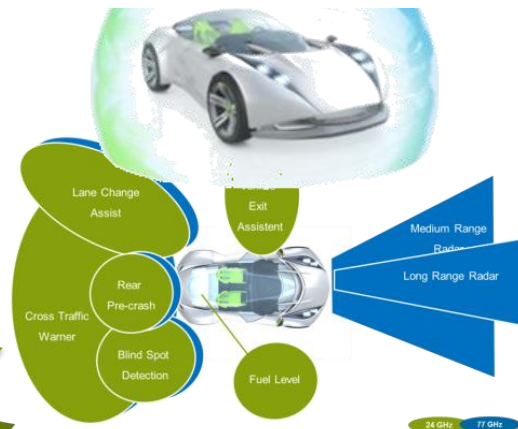 Lane Change
Assist
Exit
Assistent
Medium Range
Long Range Radar
Rear
Pre-crash
Cross Traffic
Warner
Blind Spot
Detection
Fuel Level
24 GHz
77 GHz